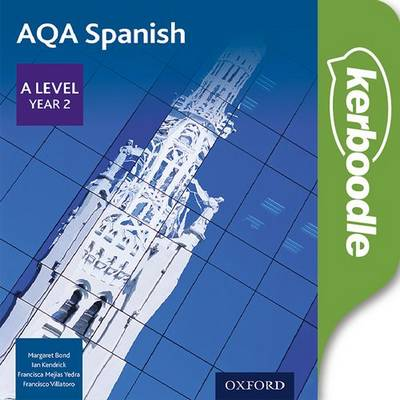 AQA Spanish
A LEVEL
YEAR 2
kerboodle
Margaret Bond
Ian Kendrick
Francisca Mejías Yedra
Francisco Villatoro
OXFORD